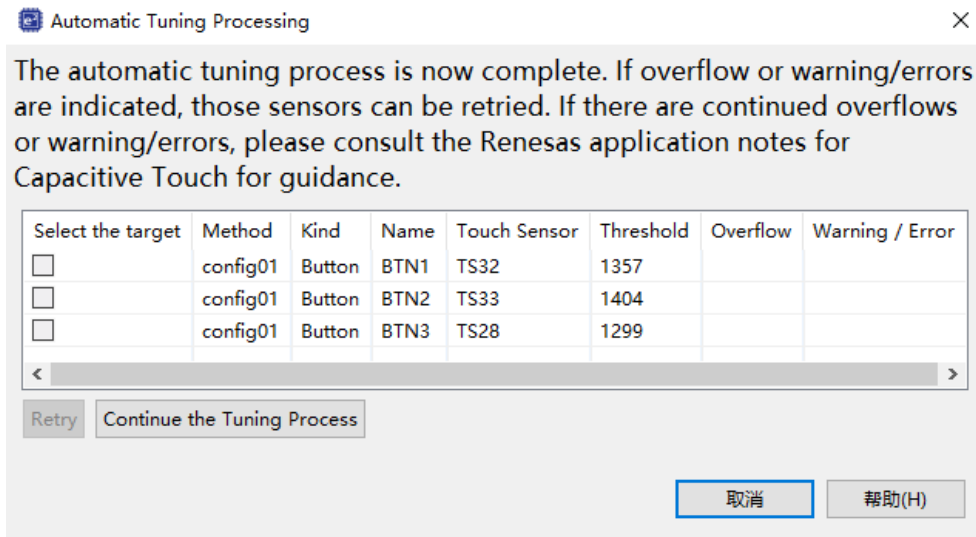 Automatic Tuning Processing
The automatic tuning process is now complete. If overflow or warning/errors
are indicated, those sensors can be retried. If there are continued overflows
or warning/errors, please consult the Renesas application notes for
Capacitive Touch for guidance.
Select the target Method Kind Name Touch Sensor Threshold Overflow Warning / Error
config01 Button BTN1 TS32 1357
config01 Button BTN2 TS33 1404
config01 Button BTN3 TS28 1299
Retry Continue the Tuning Process
取消 帮助(H)